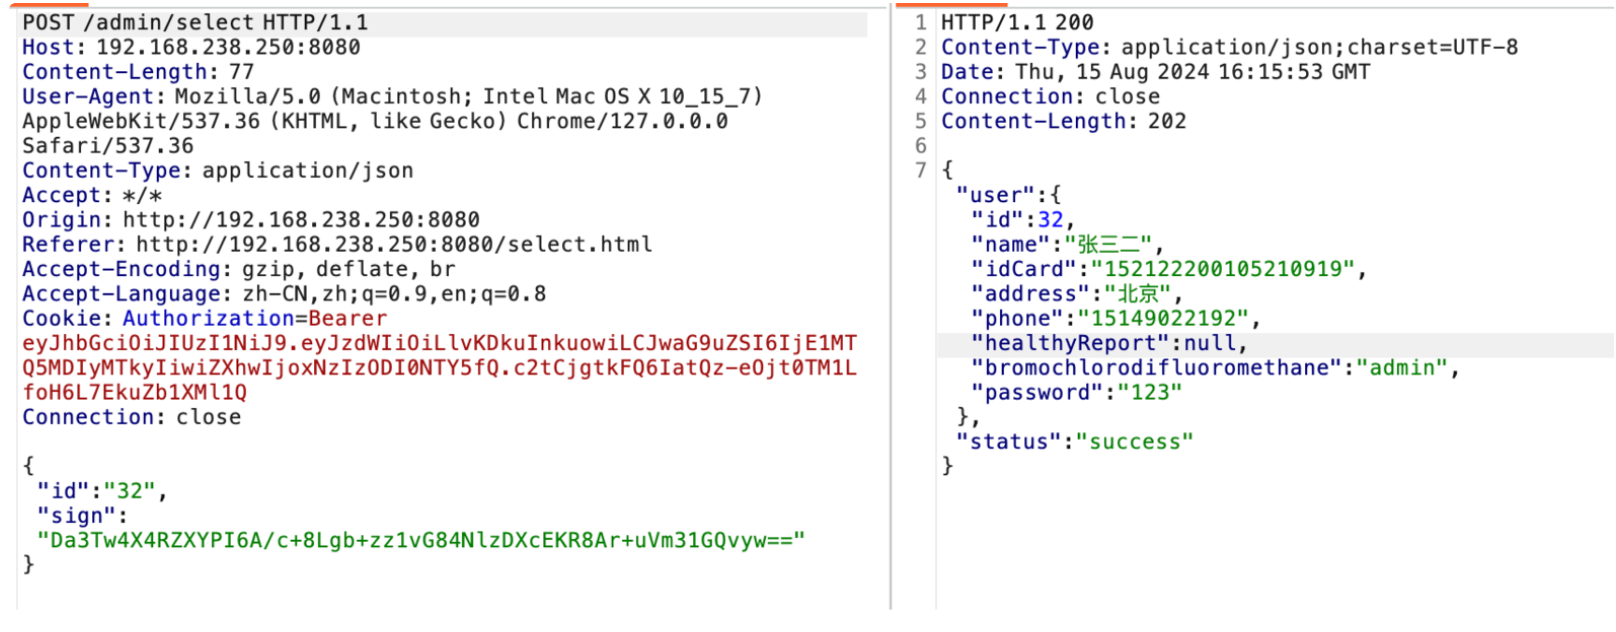 POST /admin/select HTTP/1.1
Host: 192.168.238.250:8080
Content-Length: 77
User-Agent: Mozilla/5.0 (Macintosh; Intel Mac OS X 10_15_7)
AppleWebKit/537.36 (KHTML, like Gecko) Chrome/127.0.0.0
Safari/537.36
Content-Type: application/json
Accept: */*
Origin: http://192.168.238.250:8080
Referer: http://192.168.238.250:8080/select.html
Accept-Encoding: gzip, deflate, br
Accept-Language: zh-CN,zh;q=0.9,en;q=0.8
Cookie: Authorization=Bearer
eyJhbGciOiJIUzI1NiJ9.eyJzdWIiOiLlvKDkuInkuowiLCJwaG9uZSI6IjE1MT
Q5MDIyMTkyIiwiZXhwIjoxNzIzODI0NTY5fQ.c2tCjgtkFQ6IatQz-eOjt0TM1L
foH6L7EkuZb1XMl1Q
Connection: close
{
"id":"32",
"sign":
"Da3Tw4X4RZXYPI6A/c+8Lgb+zz1vG84NlzDXcEKR8Ar+uVm31GQvyw=="
}
1 HTTP/1.1 200
2 Content-Type: application/json;charset=UTF-8
3 Date: Thu, 15 Aug 2024 16:15:53 GMT
4 Connection: close
5 Content-Length: 202
6
7 {
"user":{
"id":32,
"name":"张三二",
"idCard":"152122200105210919",
"address":"北京",
"phone":"15149022192",
"healthyReport":null,
"bromochlorodifluoromethane":"admin",
"password":"123"
},
"status":"success"
}